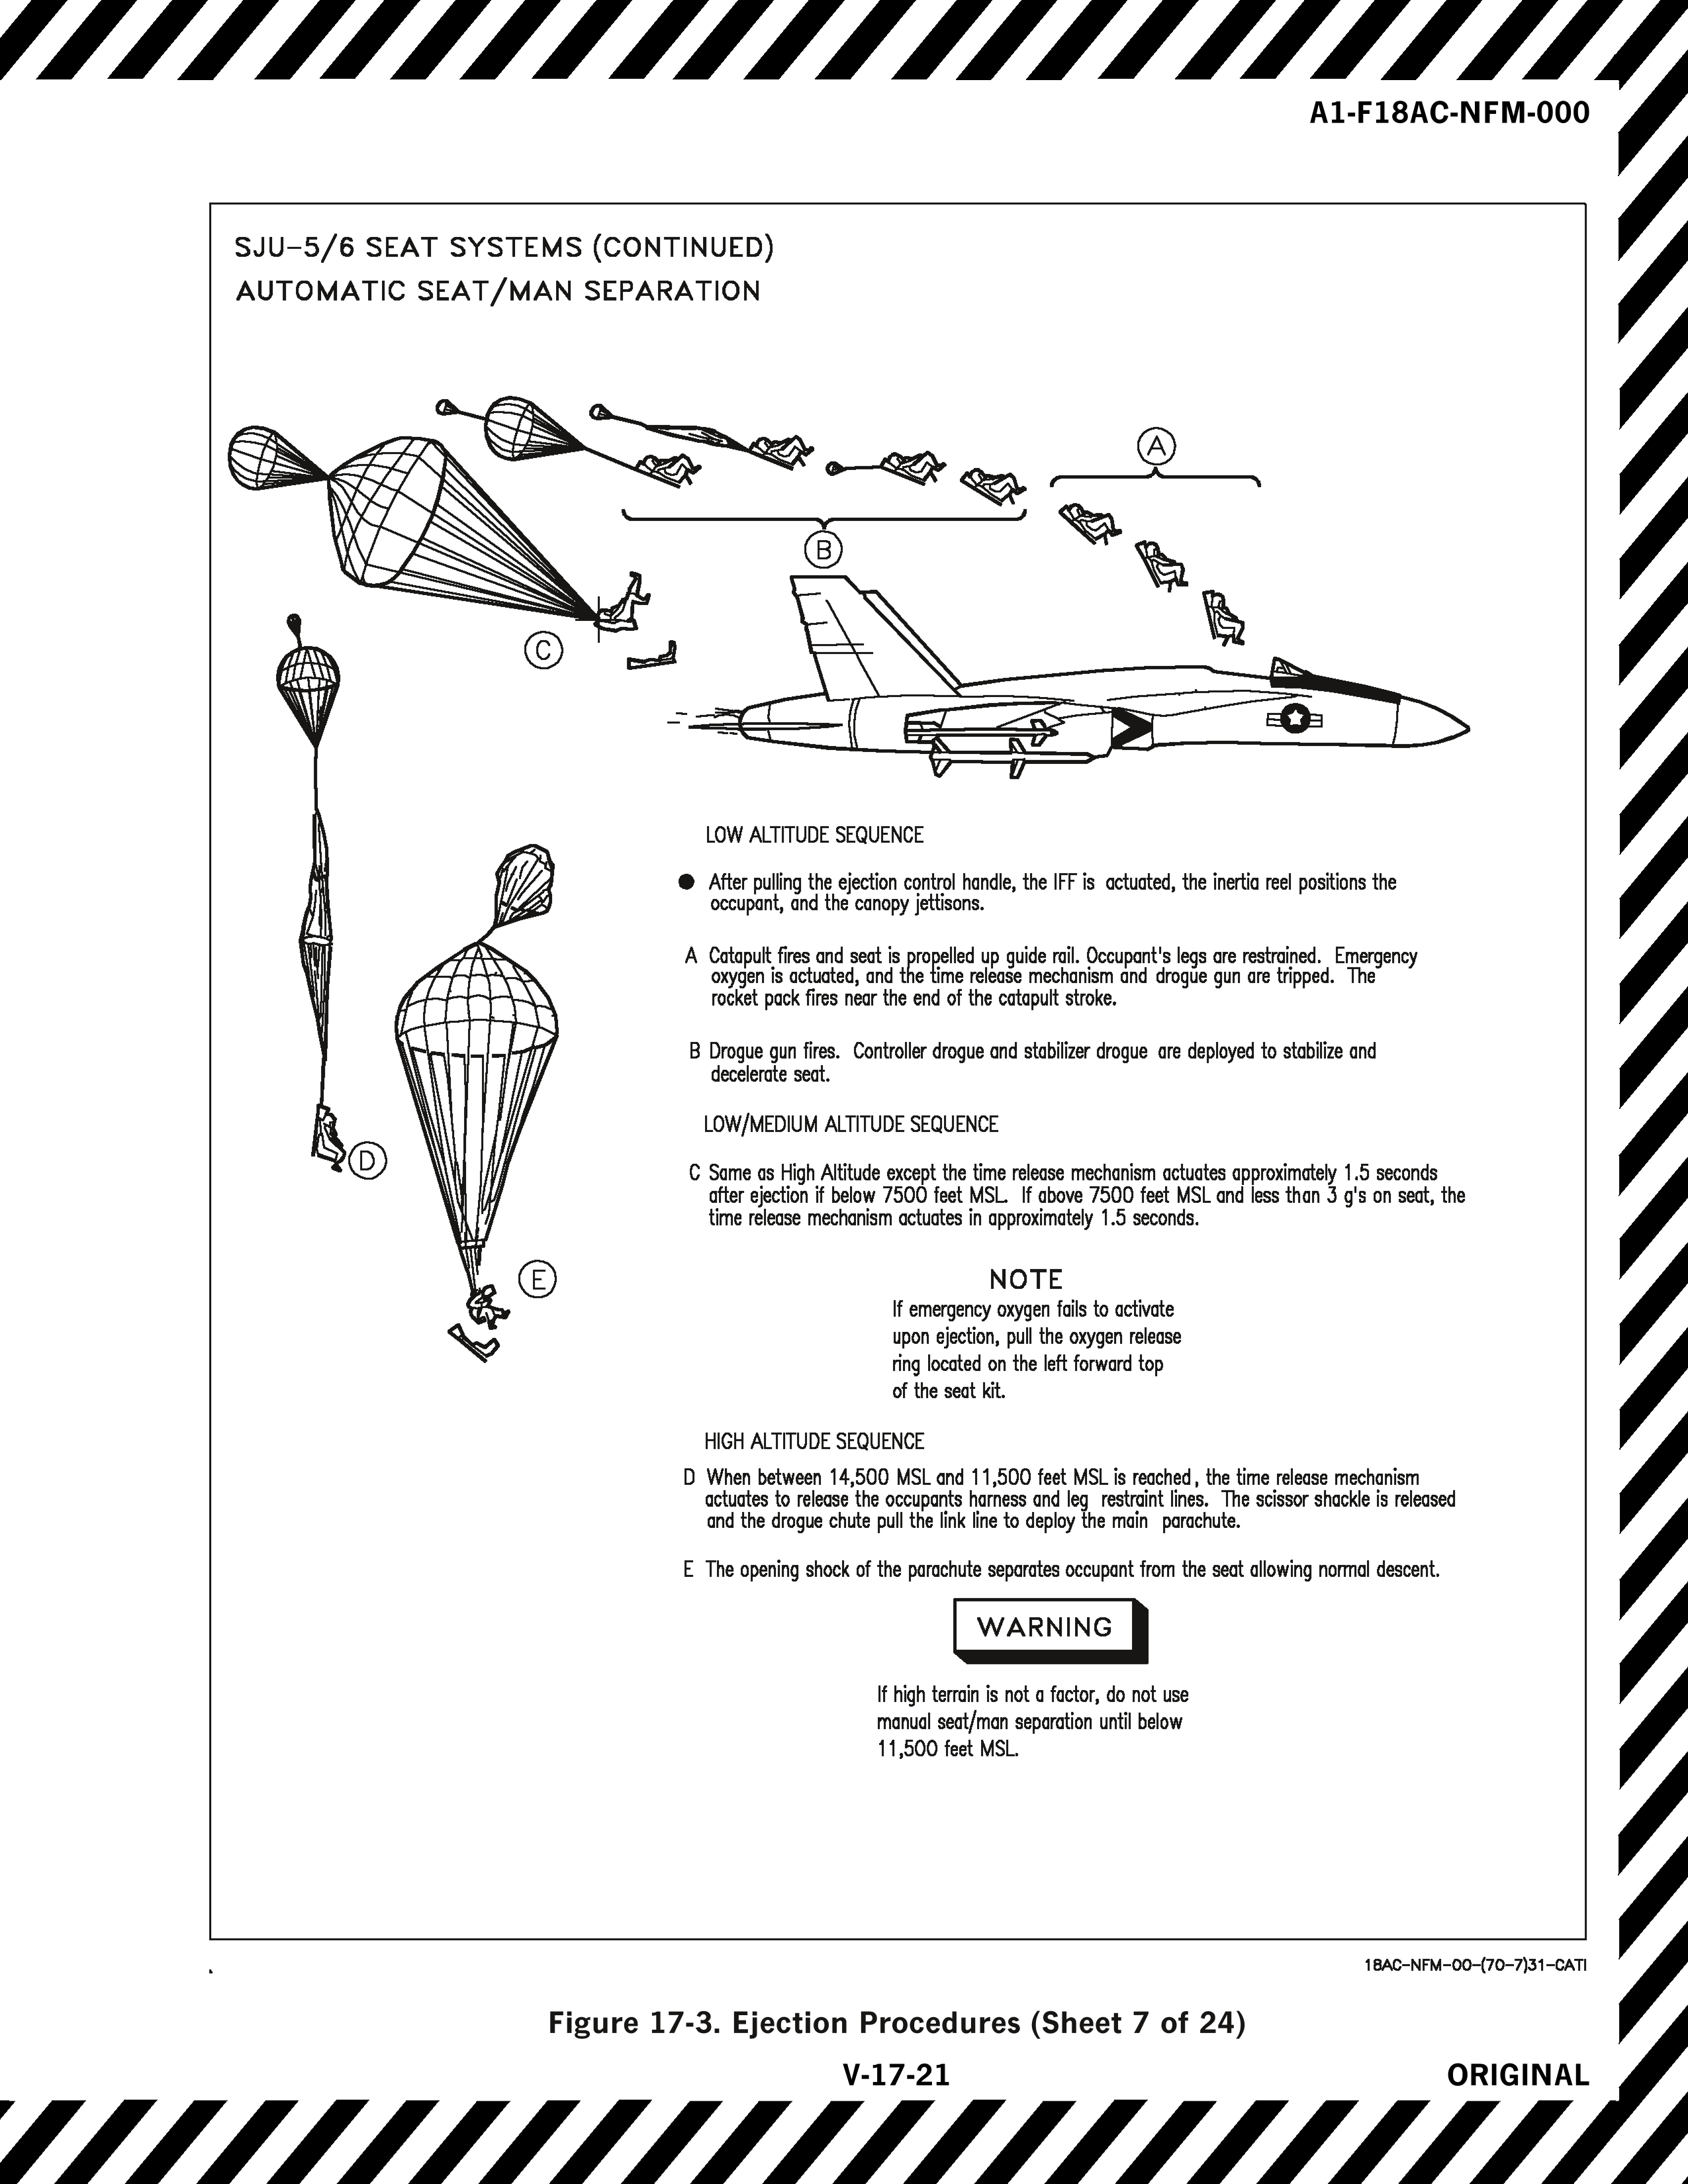 A1-F18AC-NFM-000
SJU-5/6 SEAT SYSTEMS (CONTINUED)
AUTOMATIC SEAT/MAN SEPARATION
A
B
C
D
E
LOW ALTITUDE SEQUENCE
● After pulling the ejection control handle, the IFF is actuated, the inertia reel positions the
occupant, and the canopy jettisons.
A Catapult fires and seat is propelled up guide rail. Occupant's legs are restrained. Emergency
oxygen is actuated, and the time release mechanism and drogue gun are tripped. The
rocket pack fires near the end of the catapult stroke.
B Drogue gun fires. Controller drogue and stabilizer drogue are deployed to stabilize and
decelerate seat.
LOW/MEDIUM ALTITUDE SEQUENCE
C Same as High Altitude except the time release mechanism actuates approximately 1.5 seconds
after ejection if below 7500 feet MSL. If above 7500 feet MSL and less than 3 g's on seat, the
time release mechanism actuates in approximately 1.5 seconds.
NOTE
If emergency oxygen fails to activate
upon ejection, pull the oxygen release
ring located on the left forward top
of the seat kit.
HIGH ALTITUDE SEQUENCE
D When between 14,500 MSL and 11,500 feet MSL is reached, the time release mechanism
actuates to release the occupants harness and leg restraint lines. The scissor shackle is released
and the drogue chute pull the link line to deploy the main parachute.
E The opening shock of the parachute separates occupant from the seat allowing normal descent.
WARNING
If high terrain is not a factor, do not use
manual seat/man separation until below
11,500 feet MSL.
18AC-NFM-00-(70-7)31-CATI
Figure 17-3. Ejection Procedures (Sheet 7 of 24)
V-17-21
ORIGINAL